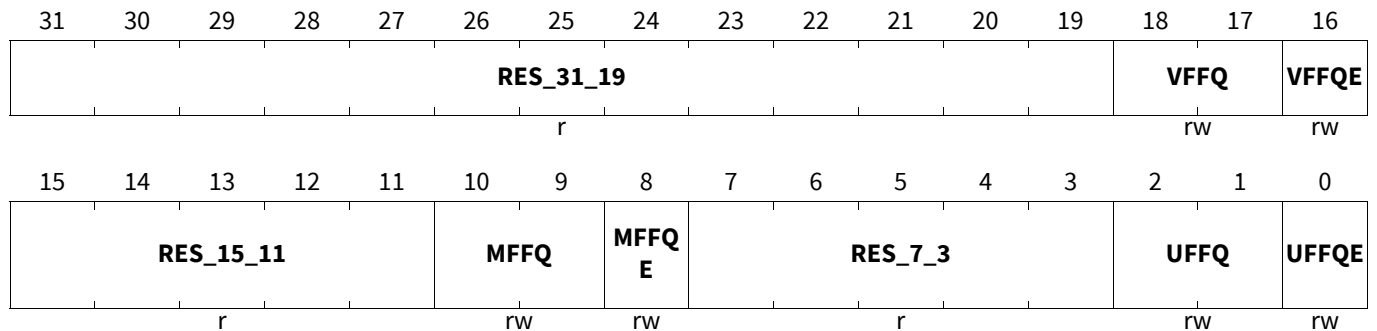 31 30 29 28 27 26 25 24 23 22 21 20 19 18 17 16
RES_31_19 VFFQ VFFQE
r rw rw
15 14 13 12 11 10 9 8 7 6 5 4 3 2 1 0
RES_15_11 MFFQ MFFQ
E RES_7_3 UFFQ UFFQE
r rw rw r rw rw